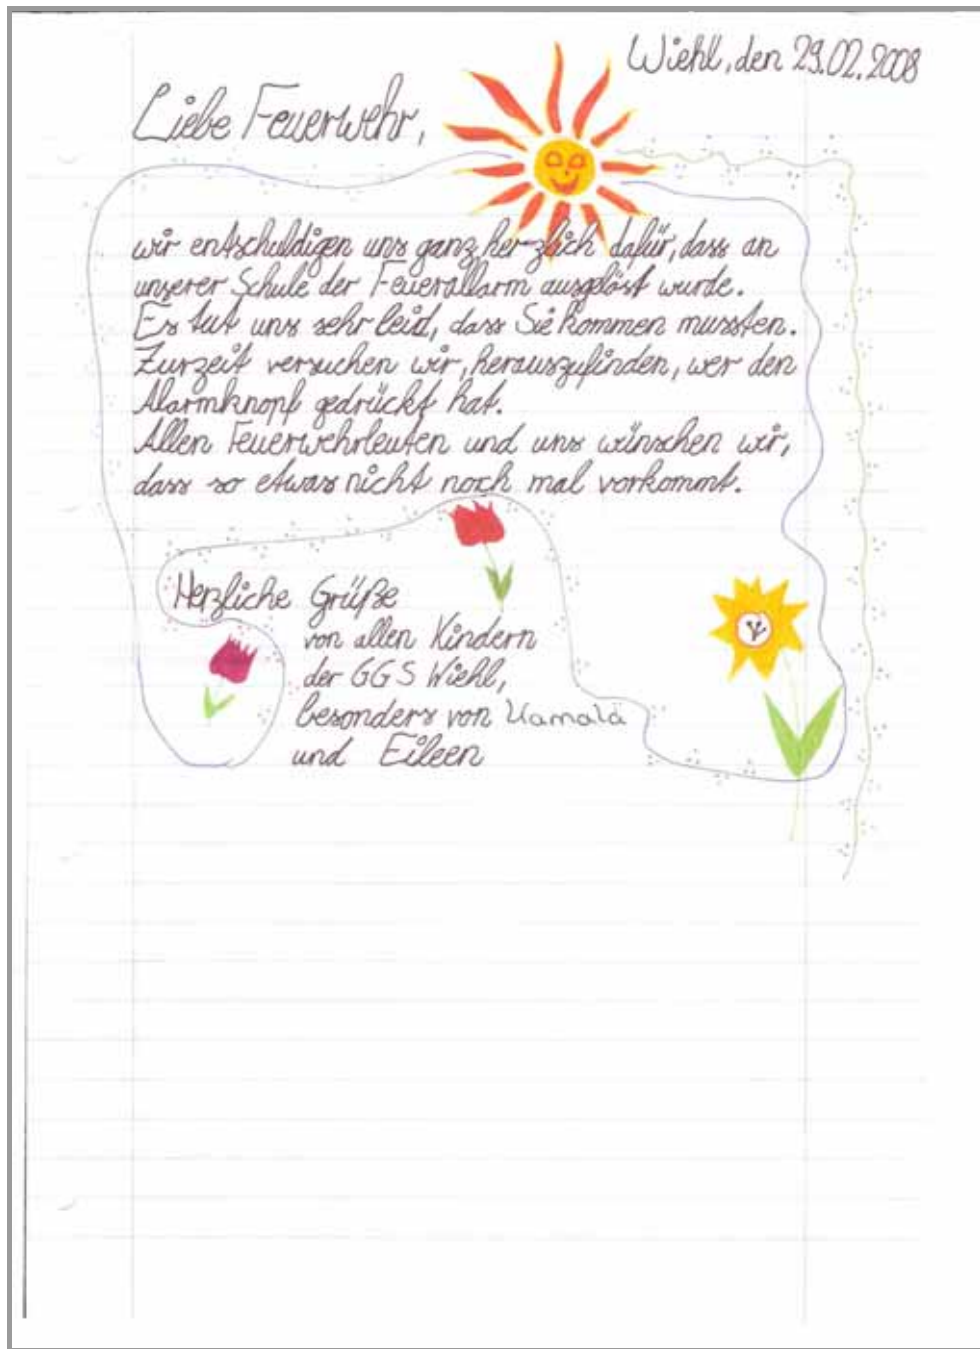 Wiehl, den 29.02.2008
Liebe Feuerwehr,
wir entschuldigen uns ganz herzlich dafür, dass an
unserer Schule der Feuerallarm ausgelöst wurde.
Es tut uns sehr leid, dass Sie kommen mussten.
Zurzeit versuchen wir, herauszufinden, wer den
Alarmknopf gedrückt hat.
Allen Feuerwehrleuten und uns wünschen wir,
dass so etwas nicht noch mal vorkommt.
Herzliche Grüße
von allen Kindern
der GGS Wiehl,
besonders von Kamala
und Eileen